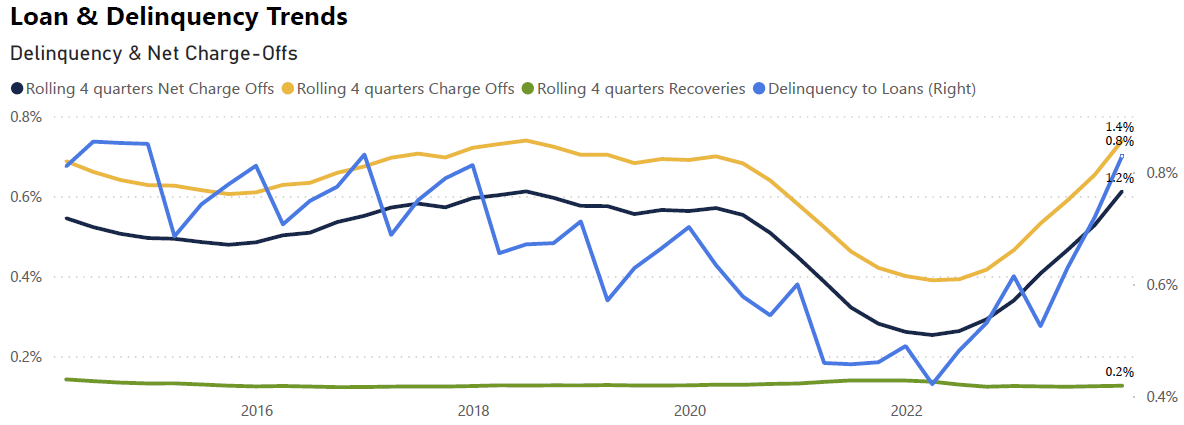 Loan & Delinquency Trends
Delinquency & Net Charge-Offs
Rolling 4 quarters Net Charge Offs Rolling 4 quarters Charge Offs Rolling 4 quarters Recoveries Delinquency to Loans (Right)
0.8%
1.4%
0.8%
0.8%
1.2%
0.6%
0.4%
0.6%
0.2%
0.2%
0.4%
2016 2018 2020 2022